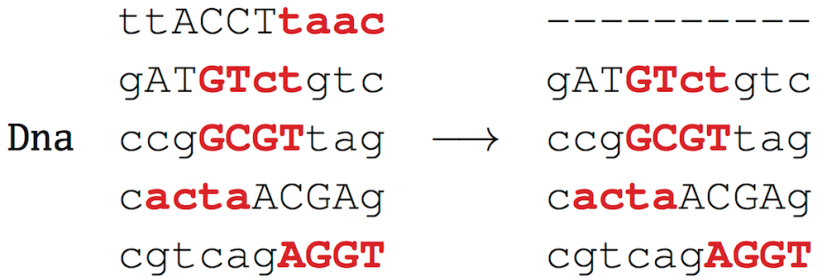 ttACCTtaac ----------
gATGTctgtc gATGTctgtc
Dna ccgGCGTtag → ccgGCGTtag
cactaACGAg cactaACGAg
cgtcagAGGT cgtcagAGGT